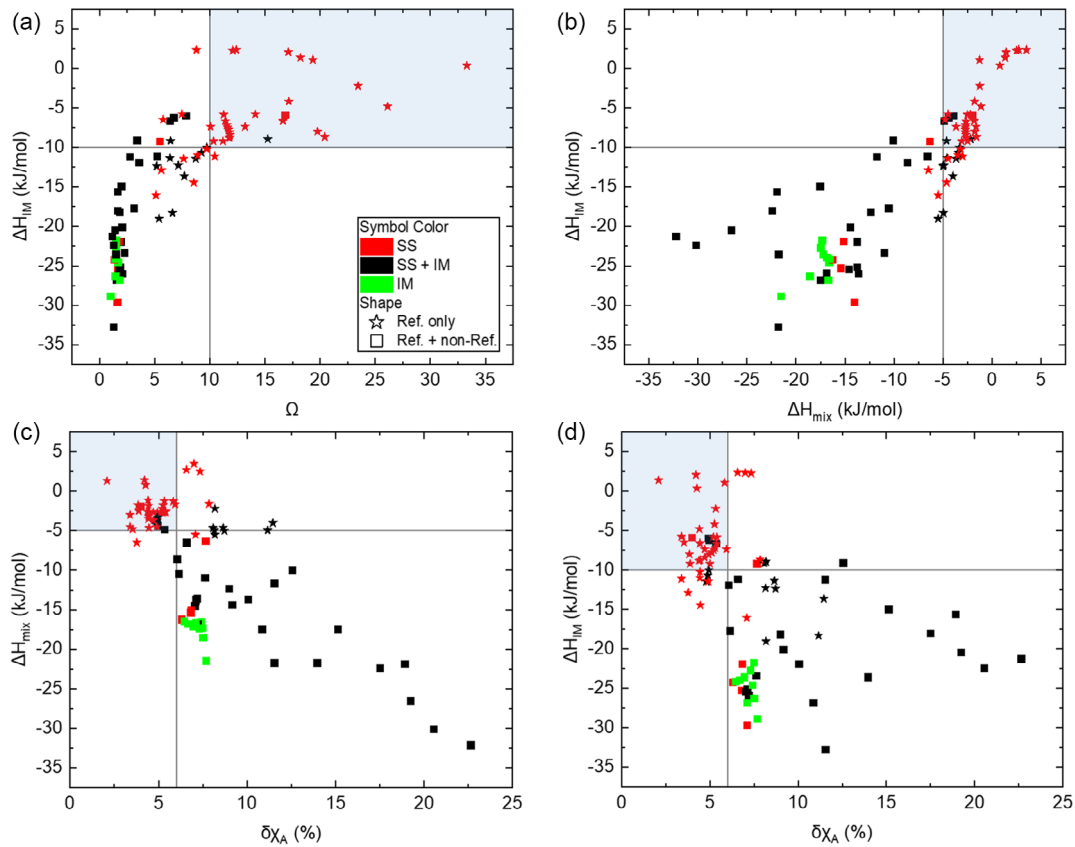 (a)
5
0
-5
-10
-15
-20
-25
-30
-35
ΔH_IM (kJ/mol)
0 5 10 15 20 25 30 35
Ω
Symbol Color
SS
SS + IM
IM
Shape
Ref. only
Ref. + non-Ref.
(b)
5
0
-5
-10
-15
-20
-25
-30
-35
ΔH_IM (kJ/mol)
-35 -30 -25 -20 -15 -10 -5 0 5
ΔH_mix (kJ/mol)
(c)
5
0
-5
-10
-15
-20
-25
-30
-35
ΔH_mix (kJ/mol)
0 5 10 15 20 25
δχ_A (%)
(d)
5
0
-5
-10
-15
-20
-25
-30
-35
ΔH_IM (kJ/mol)
0 5 10 15 20 25
δχ_A (%)